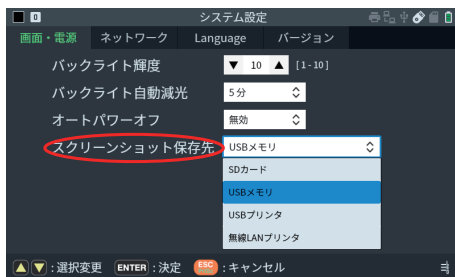 0 システム設定
画面・電源 ネットワーク Language バージョン
バックライト輝度 ▼ 10 ▲ [1-10]
バックライト自動減光 5分
オートパワーオフ 無効
スクリーンショット保存先 USBメモリ
SDカード
USBメモリ
USBプリンタ
無線LANプリンタ
▲▼:選択変更 ENTER:決定 ESC:キャンセル